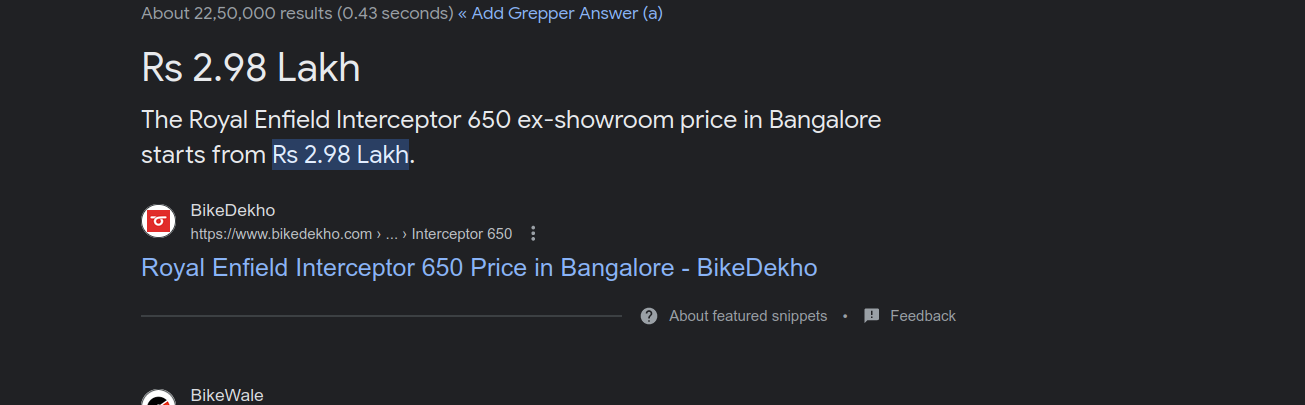 About 22,50,000 results (0.43 seconds) « Add Grepper Answer (a)
Rs 2.98 Lakh
The Royal Enfield Interceptor 650 ex-showroom price in Bangalore
starts from Rs 2.98 Lakh.
BikeDekho
https://www.bikedekho.com › ... › Interceptor 650
Royal Enfield Interceptor 650 Price in Bangalore - BikeDekho
About featured snippets • Feedback
BikeWale